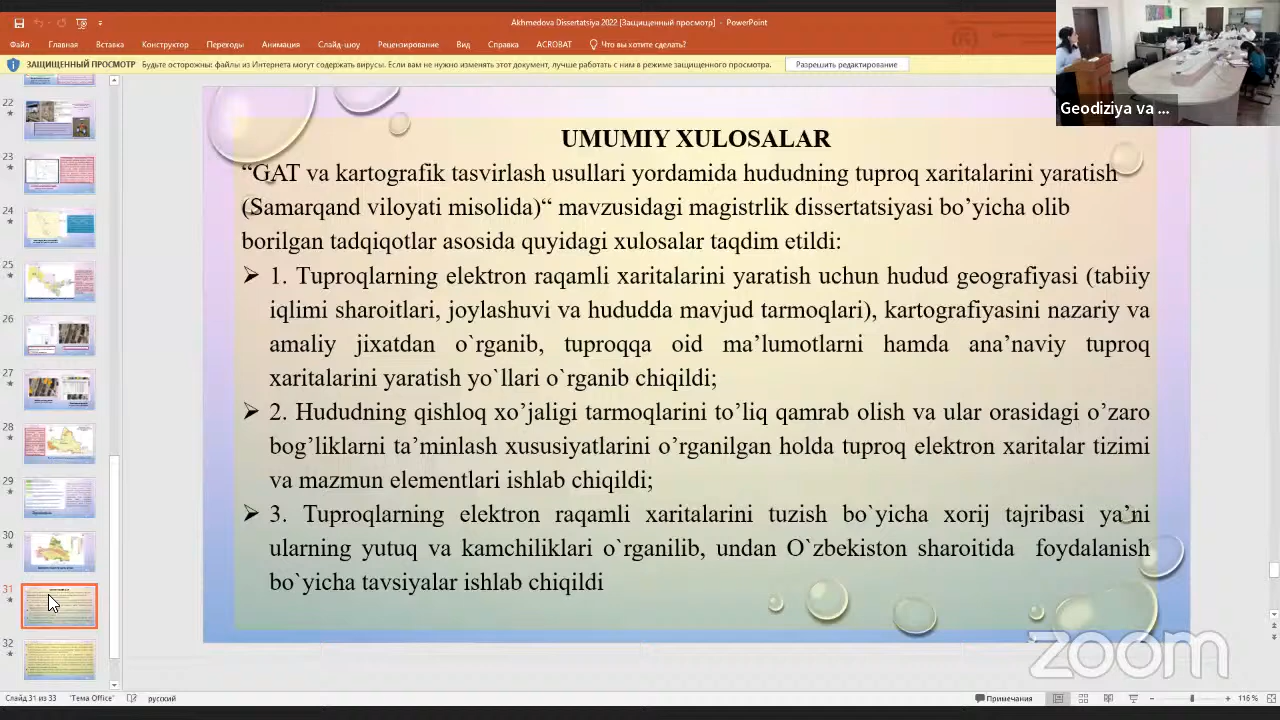 Akhmedova Dissertatsiya 2022 [Защищенный просмотр] - PowerPoint
Файл Главная Вставка Конструктор Переходы Анимация Слайд-шоу Рецензирование Вид Справка ACROBAT Что вы хотите сделать?
ЗАЩИЩЕННЫЙ ПРОСМОТР Будьте осторожны: файлы из Интернета могут содержать вирусы. Если вам не нужно изменять этот документ, лучше работать с ним в режиме защищенного просмотра. Разрешить редактирование
Geodiziya va ...
22
23
24
25
26
27
28
29
30
31
32
UMUMIY XULOSALAR
“GAT va kartografik tasvirlash usullari yordamida hududning tuproq xaritalarini yaratish
(Samarqand viloyati misolida)“ mavzusidagi magistrlik dissertatsiyasi bo’yicha olib
borilgan tadqiqotlar asosida quyidagi xulosalar taqdim etildi:
➢ 1. Tuproqlarning elektron raqamli xaritalarini yaratish uchun hudud geografiyasi (tabiiy
iqlimi sharoitlari, joylashuvi va hududda mavjud tarmoqlari), kartografiyasini nazariy va
amaliy jixatdan o`rganib, tuproqqa oid ma’lumotlarni hamda ana’naviy tuproq
xaritalarini yaratish yo`llari o`rganib chiqildi;
➢ 2. Hududning qishloq xo’jaligi tarmoqlarini to’liq qamrab olish va ular orasidagi o’zaro
bog’liklarni ta’minlash xususiyatlarini o’rganilgan holda tuproq elektron xaritalar tizimi
va mazmun elementlari ishlab chiqildi;
➢ 3. Tuproqlarning elektron raqamli xaritalarini tuzish bo`yicha xorij tajribasi ya’ni
ularning yutuq va kamchiliklari o`rganilib, undan O`zbekiston sharoitida foydalanish
bo`yicha tavsiyalar ishlab chiqildi
zoom
Слайд 31 из 33 "Тема Office" русский Примечания 116 %